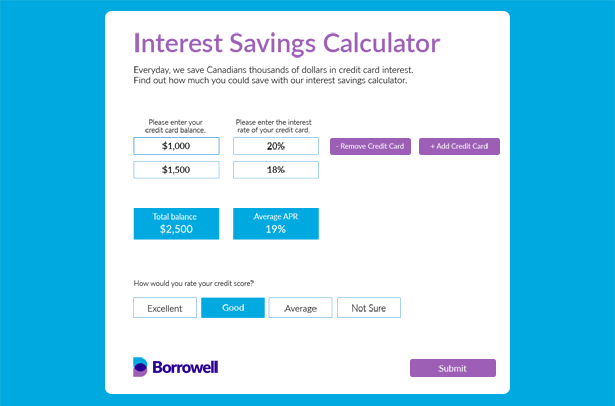 Interest Savings Calculator
Everyday, we save Canadians thousands of dollars in credit card interest.
Find out how much you could save with our interest savings calculator.
Please enter your
credit card balance.
Please enter the interest
rate of your credit card.
$1,000
20%
- Remove Credit Card
+ Add Credit Card
$1,500
18%
Total balance
$2,500
Average APR
19%
How would you rate your credit score?
Excellent
Good
Average
Not Sure
Borrowell
Submit